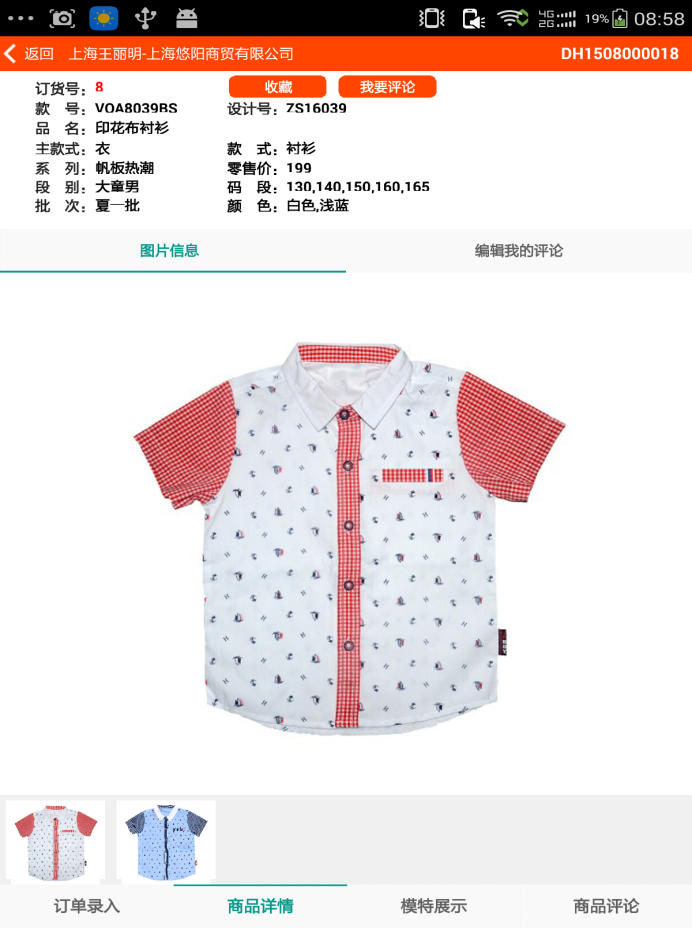 4G
2G
19%
08:58
返回 上海王丽明-上海悠阳商贸有限公司 DH1508000018
订货号: 8 收藏 我要评论
款 号: VOA8039BS 设计号: ZS16039
品 名: 印花布衬衫
主款式: 衣 款 式: 衬衫
系 列: 帆板热潮 零售价: 199
段 别: 大童男 码 段: 130,140,150,160,165
批 次: 夏一批 颜 色: 白色,浅蓝
图片信息 编辑我的评论
订单录入 商品详情 模特展示 商品评论